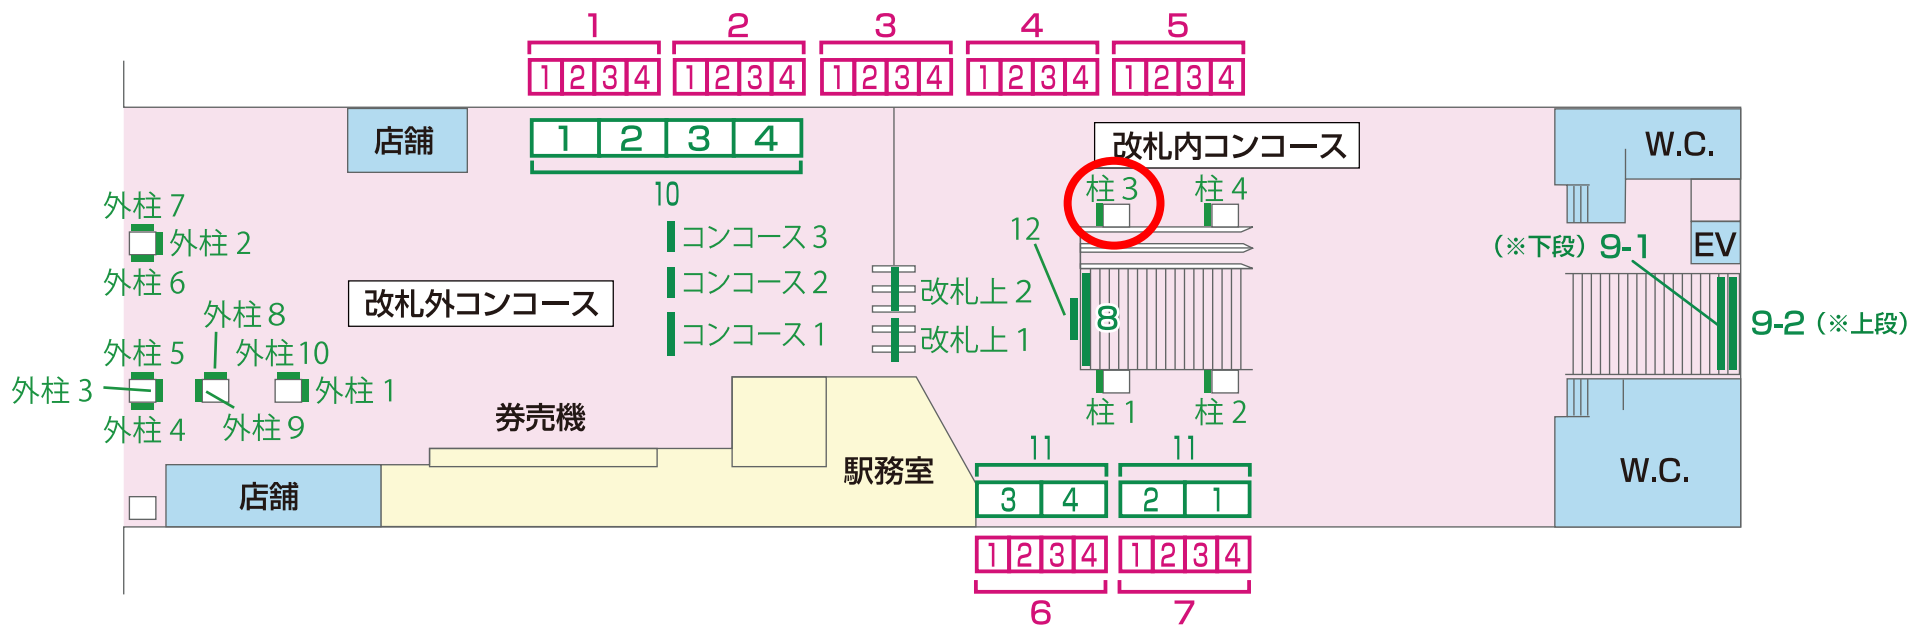 1 2 3 4 5
1 2 3 4 1 2 3 4 1 2 3 4 1 2 3 4 1 2 3 4
店舗
1 2 3 4
10
改札内コンコース
W.C.
柱 3
柱 4
外柱 7
外柱 2
外柱 6
コンコース 3
コンコース 2
コンコース 1
12
(※下段) 9-1
EV
改札外コンコース
改札上 2
改札上 1
8
9-2 (※上段)
外柱 8
外柱 5
外柱 10
外柱 3
外柱 1
外柱 4
外柱 9
券売機
柱 1
柱 2
駅務室
11 11
3 4 2 1
店舗
W.C.
1 2 3 4 1 2 3 4
6 7